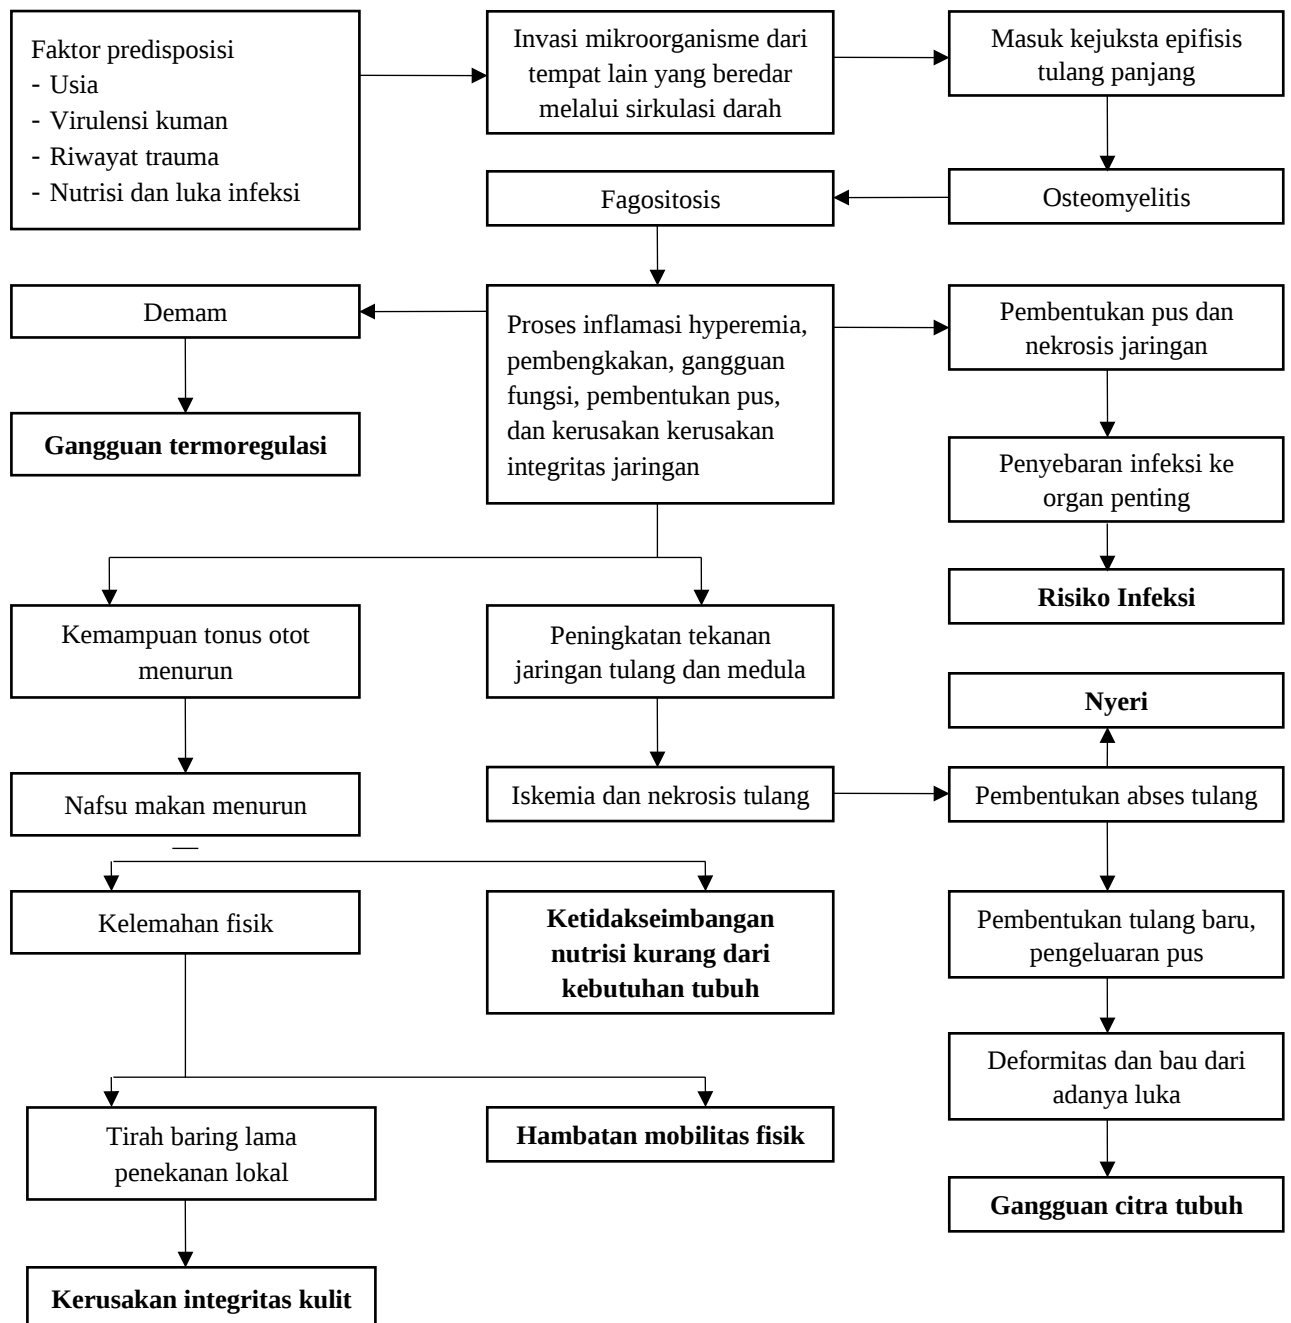 Faktor predisposisi
- Usia
- Virulensi kuman
- Riwayat trauma
- Nutrisi dan luka infeksi
Invasi mikroorganisme dari
tempat lain yang beredar
melalui sirkulasi darah
Masuk kejuksta epifisis
tulang panjang
Fagositosis
Osteomyelitis
Demam
Proses inflamasi hyperemia,
pembengkakan, gangguan
fungsi, pembentukan pus,
dan kerusakan kerusakan
integritas jaringan
Pembentukan pus dan
nekrosis jaringan
Gangguan termoregulasi
Penyebaran infeksi ke
organ penting
Risiko Infeksi
Kemampuan tonus otot
menurun
Peningkatan tekanan
jaringan tulang dan medula
Nyeri
Nafsu makan menurun
Iskemia dan nekrosis tulang
Pembentukan abses tulang
Kelemahan fisik
Ketidakseimbangan
nutrisi kurang dari
kebutuhan tubuh
Pembentukan tulang baru,
pengeluaran pus
Deformitas dan bau dari
adanya luka
Tirah baring lama
penekanan lokal
Hambatan mobilitas fisik
Gangguan citra tubuh
Kerusakan integritas kulit